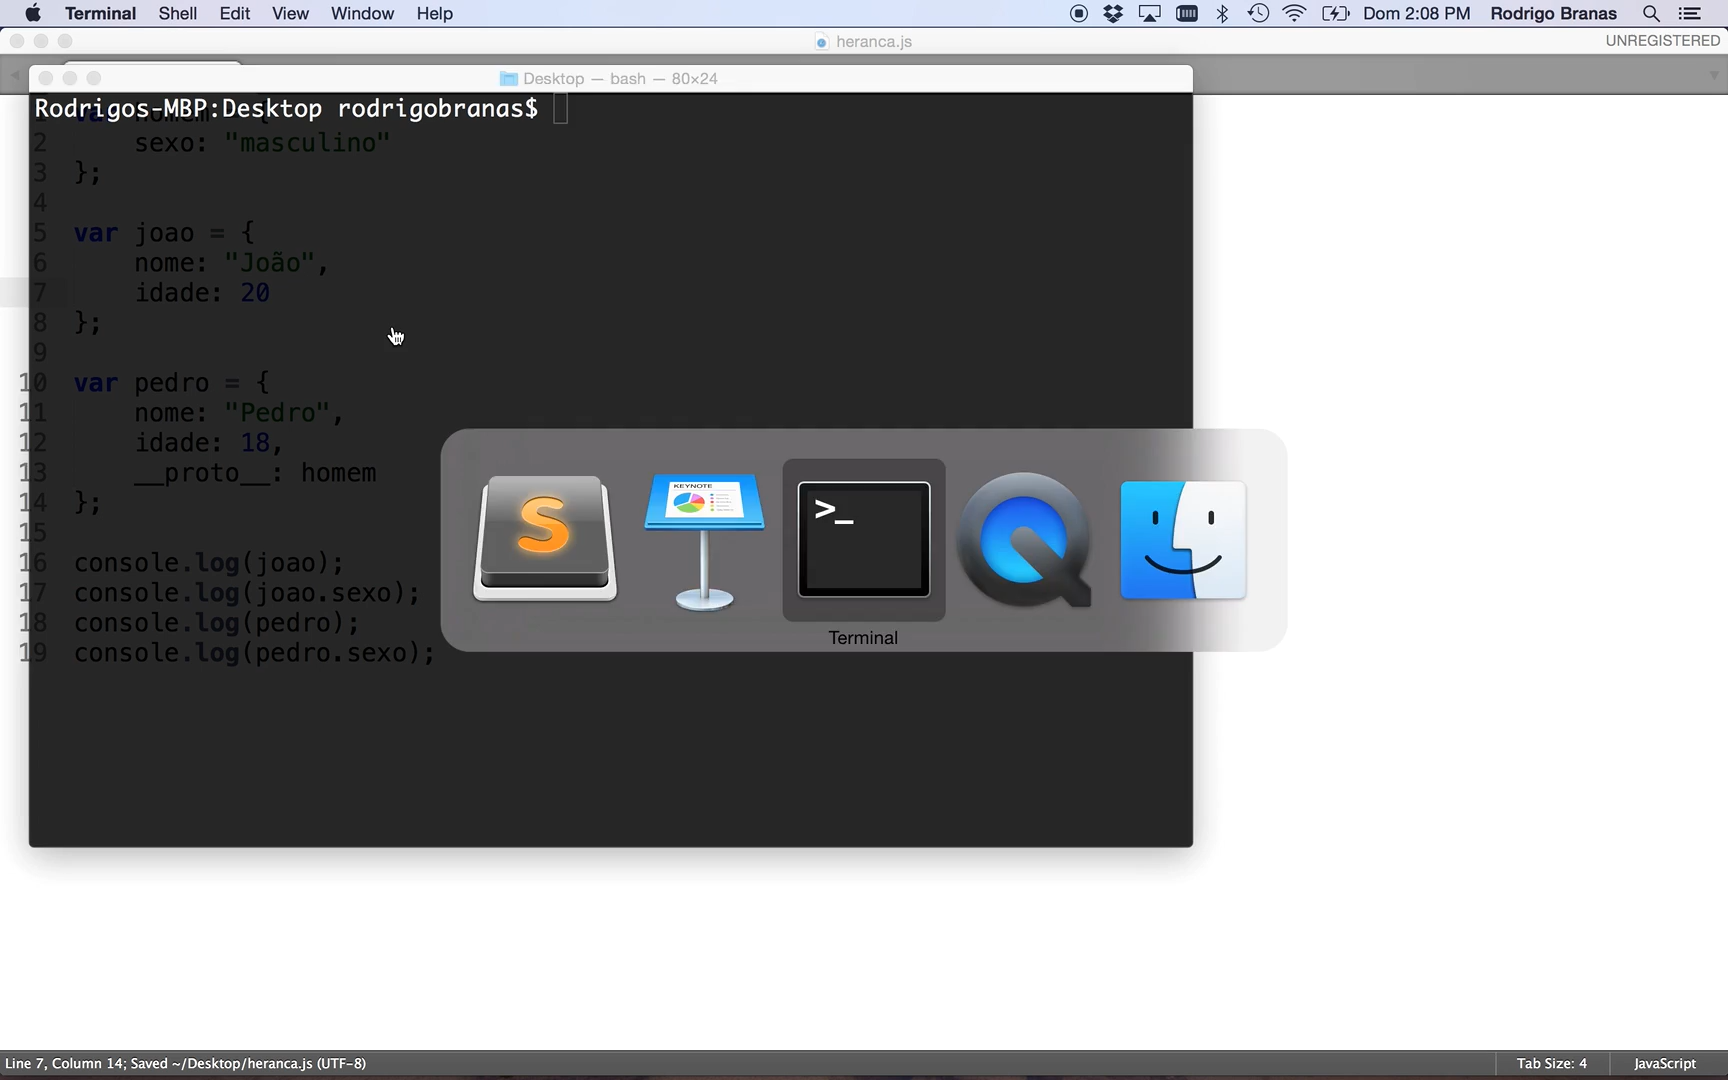 Terminal Shell Edit View Window Help Dom 2:08 PM Rodrigo Branas
heranca.js UNREGISTERED
Desktop — bash — 80×24
Rodrigos-MBP:Desktop rodrigobranas$
2 sexo: "masculino"
3 };
4
5 var joao = {
6 nome: "João",
7 idade: 20
8 };
9
10 var pedro = {
11 nome: "Pedro",
12 idade: 18,
13 __proto__: homem
14 };
15
16 console.log(joao);
17 console.log(joao.sexo);
18 console.log(pedro);
19 console.log(pedro.sexo);
KEYNOTE
>_
Terminal
Line 7, Column 14; Saved ~/Desktop/heranca.js (UTF-8) Tab Size: 4 JavaScript